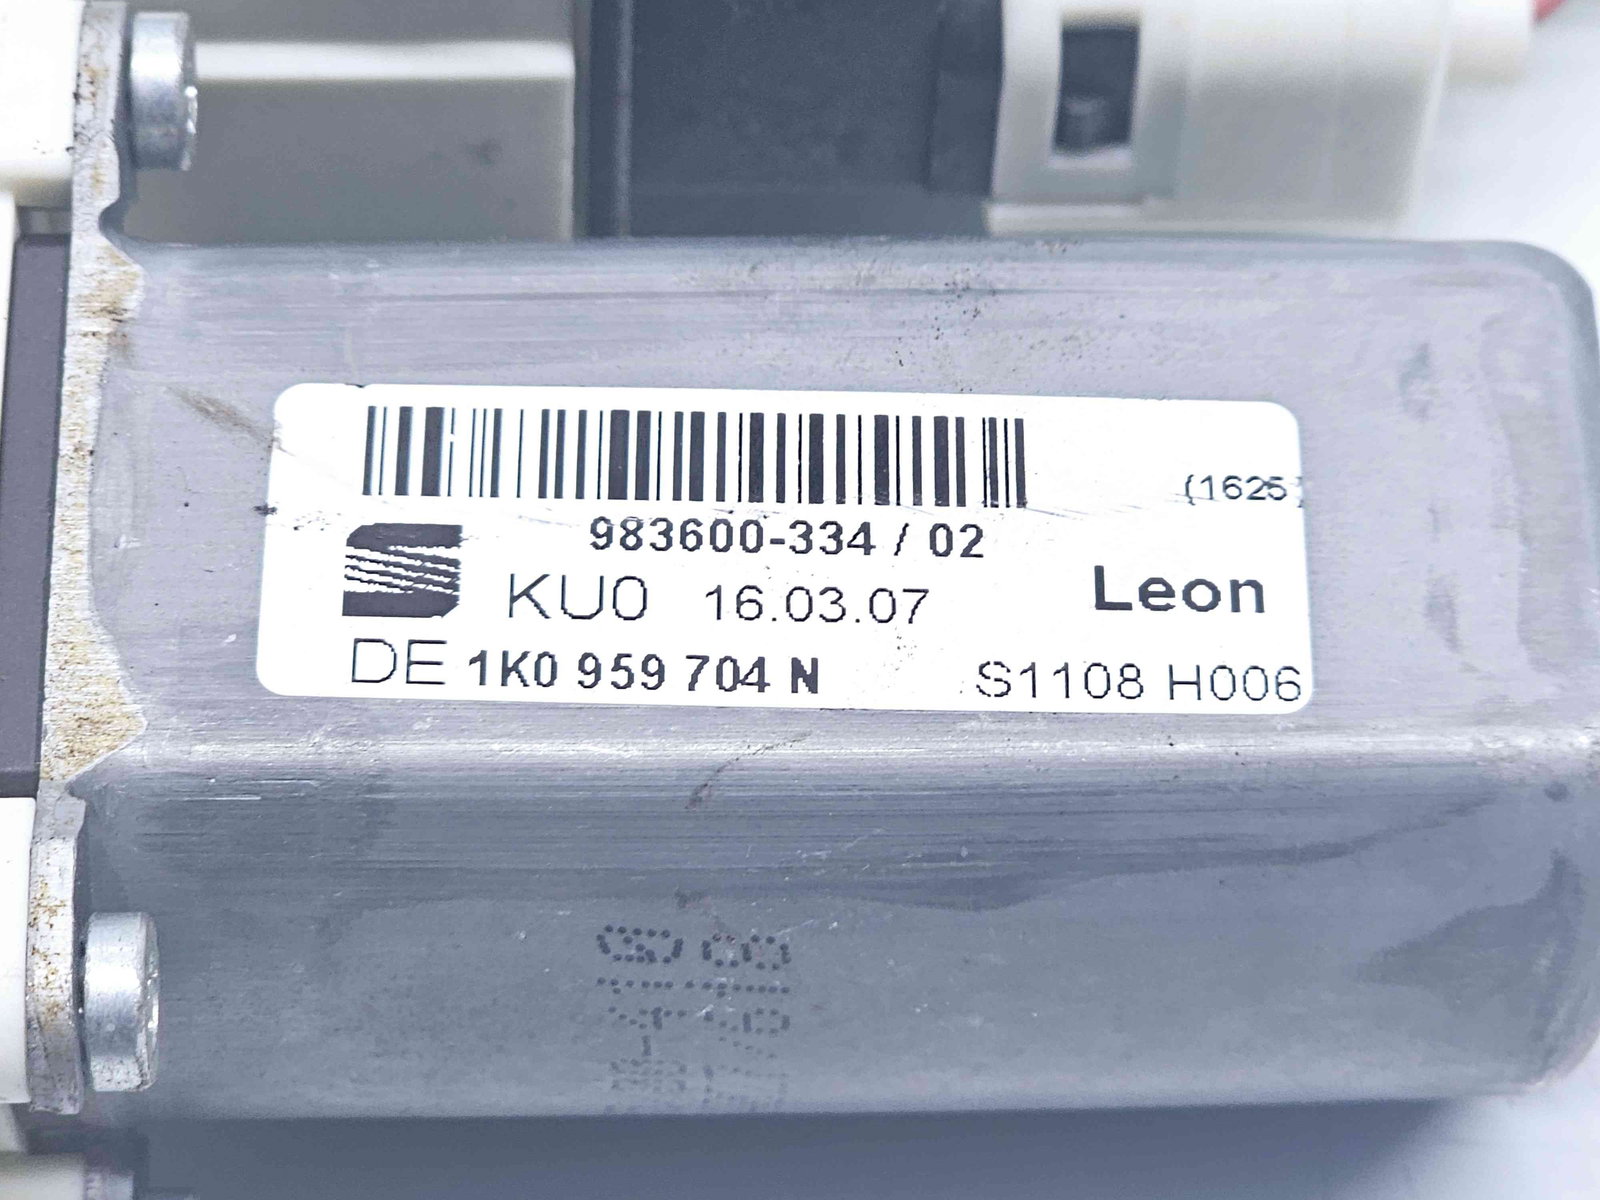 (1625)
983600-334 / 02
KU0 16.03.07
Leon
DE 1K0 959 704 N
S1108 H006